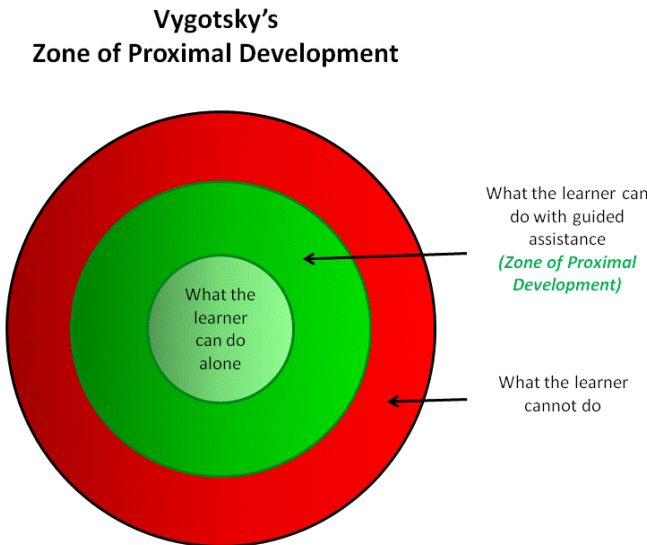 Vygotsky's
Zone of Proximal Development
What the learner can
do with guided
assistance
(Zone of Proximal
Development)
What the
learner
can do
alone
What the learner
cannot do